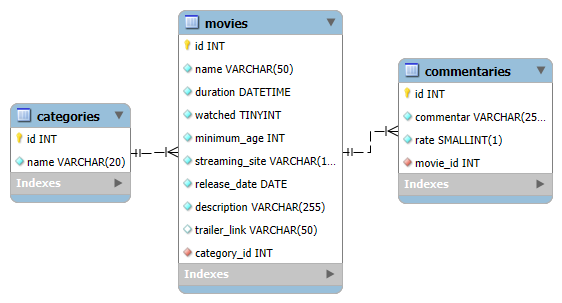 categories
id INT
name VARCHAR(20)
Indexes
movies
id INT
name VARCHAR(50)
duration DATETIME
watched TINYINT
minimum_age INT
streaming_site VARCHAR(1...
release_date DATE
description VARCHAR(255)
trailer_link VARCHAR(50)
category_id INT
Indexes
commentaries
id INT
commentar VARCHAR(25...
rate SMALLINT(1)
movie_id INT
Indexes